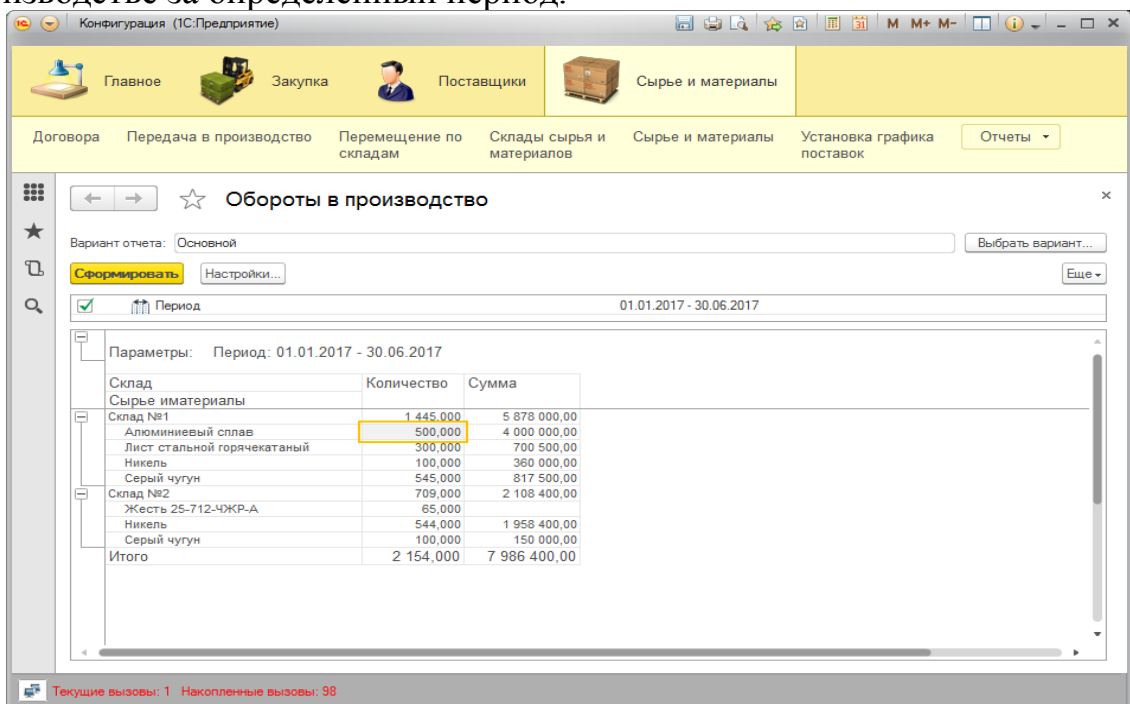 изводстве за определенный период.
Конфигурация (1С:Предприятие)
M M+ M-
Главное Закупка Поставщики Сырье и материалы
Договора Передача в производство Перемещение по складам Склады сырья и материалов Сырье и материалы Установка графика поставок Отчеты
Обороты в производство
Вариант отчета: Основной Выбрать вариант...
Сформировать Настройки... Еще
Период 01.01.2017 - 30.06.2017
Параметры: Период: 01.01.2017 - 30.06.2017
Склад Количество Сумма
Сырье иматериалы
Склад №1 1 445,000 5 878 000,00
Алюминиевый сплав 500,000 4 000 000,00
Лист стальной горячекатаный 300,000 700 500,00
Никель 100,000 360 000,00
Серый чугун 545,000 817 500,00
Склад №2 709,000 2 108 400,00
Жесть 25-712-ЧЖР-А 65,000
Никель 544,000 1 958 400,00
Серый чугун 100,000 150 000,00
Итого 2 154,000 7 986 400,00
Текущие вызовы: 1 Накопленные вызовы: 98